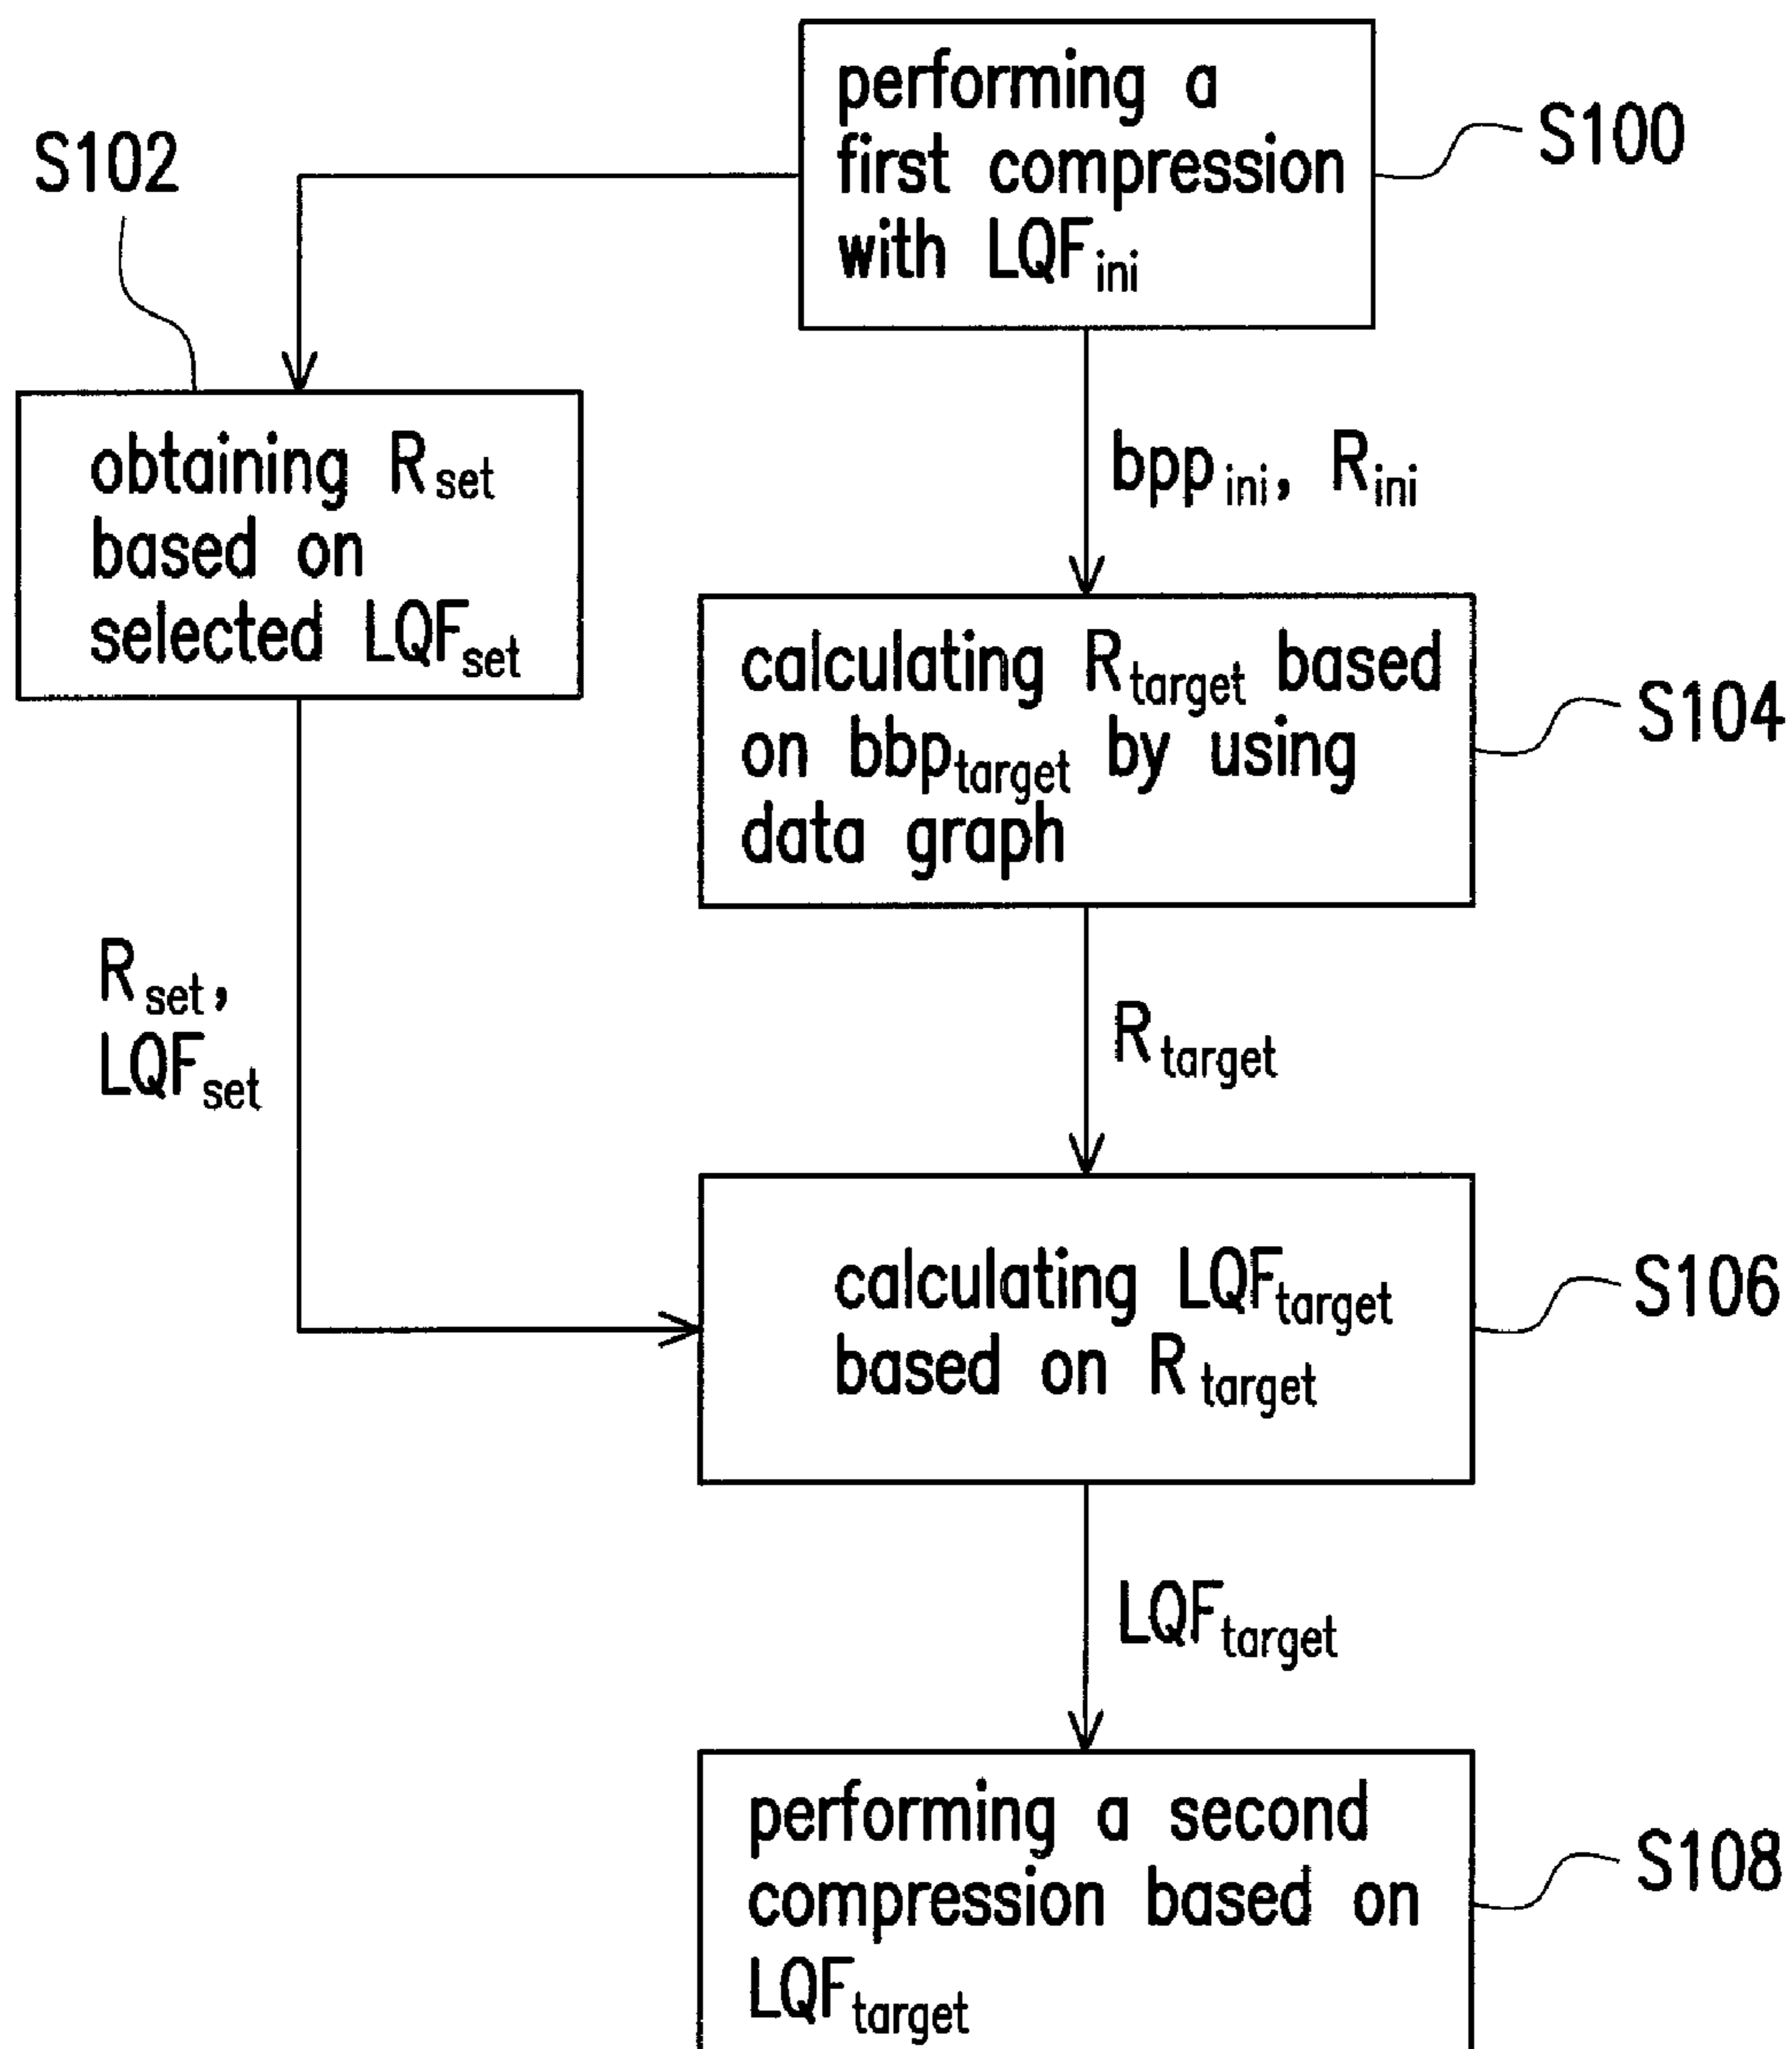 performing a
first compression
with LQFini
S100
S102
obtaining Rset
based on
selected LQFset
bppini, Rini
calculating Rtarget based
on bbptarget by using
data graph
S104
Rset,
LQFset
Rtarget
calculating LQFtarget
based on Rtarget
S106
LQFtarget
performing a second
compression based on
LQFtarget
S108